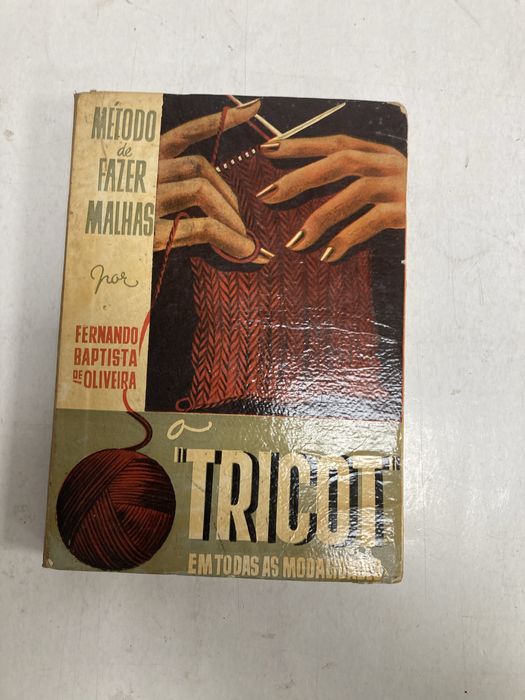 MÉTODO
de
FAZER
MALHAS
por
FERNANDO
BAPTISTA
DE OLIVEIRA
o
"TRICOT"
EM TODAS AS MODALIDADES